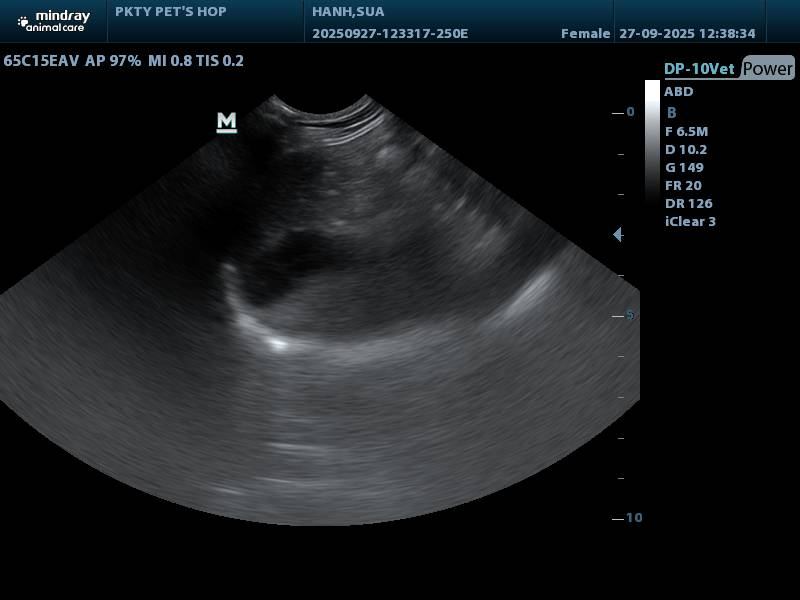 mindray
animalcare
PKTY PET'S HOP
HANH,SUA
20250927-123317-250E
Female
27-09-2025 12:38:34
65C15EAV AP 97% MI 0.8 TIS 0.2
DP-10Vet
Power
ABD
B
F 6.5M
D 10.2
G 149
FR 20
DR 126
iClear 3
M
0
5
10